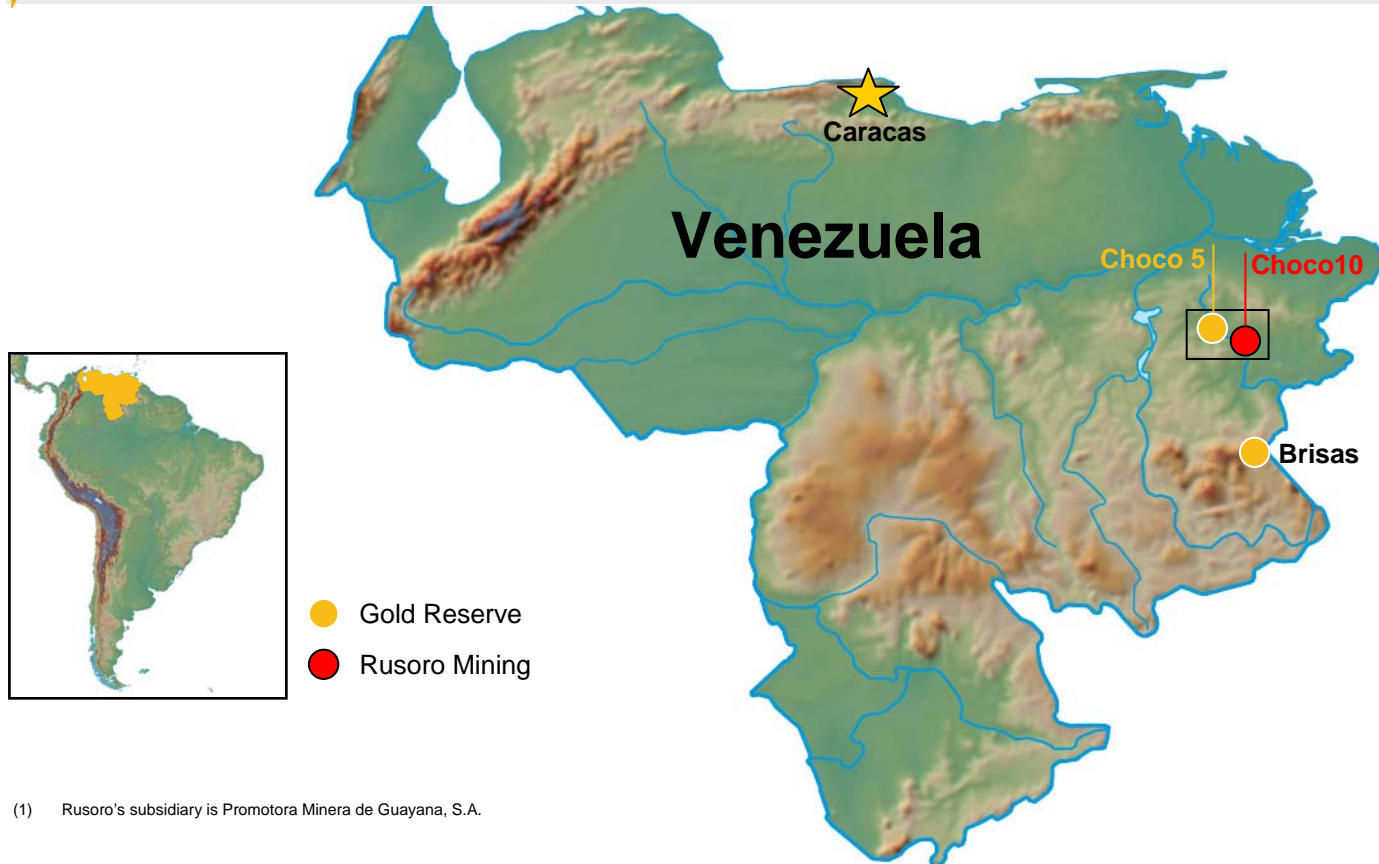 Caracas
Venezuela
Choco 5
Choco10
Brisas
Gold Reserve
Rusoro Mining
(1) Rusoro's subsidiary is Promotora Minera de Guayana, S.A.